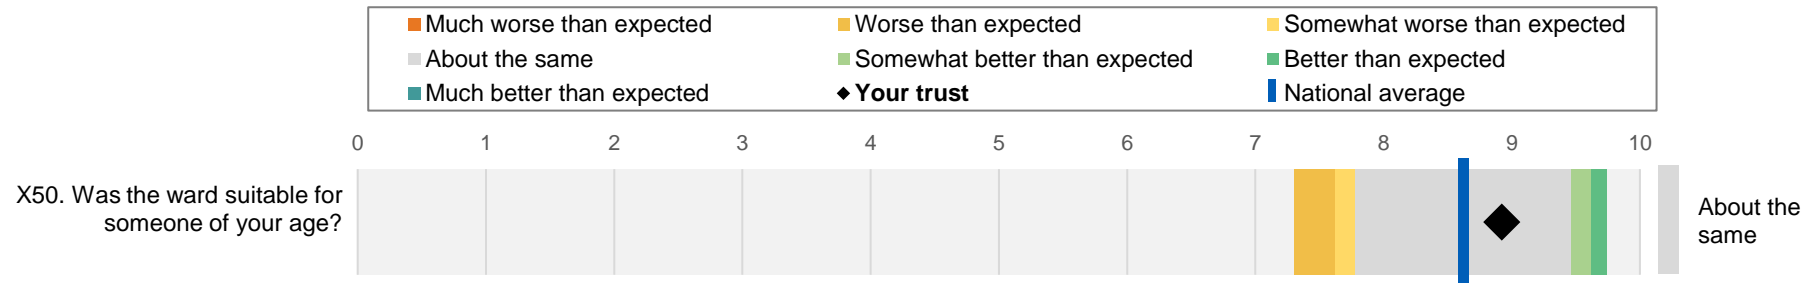 Much worse than expected
Worse than expected
Somewhat worse than expected
About the same
Somewhat better than expected
Better than expected
Much better than expected
Your trust
National average
0 1 2 3 4 5 6 7 8 9 10
X50. Was the ward suitable for
someone of your age?
About the
same